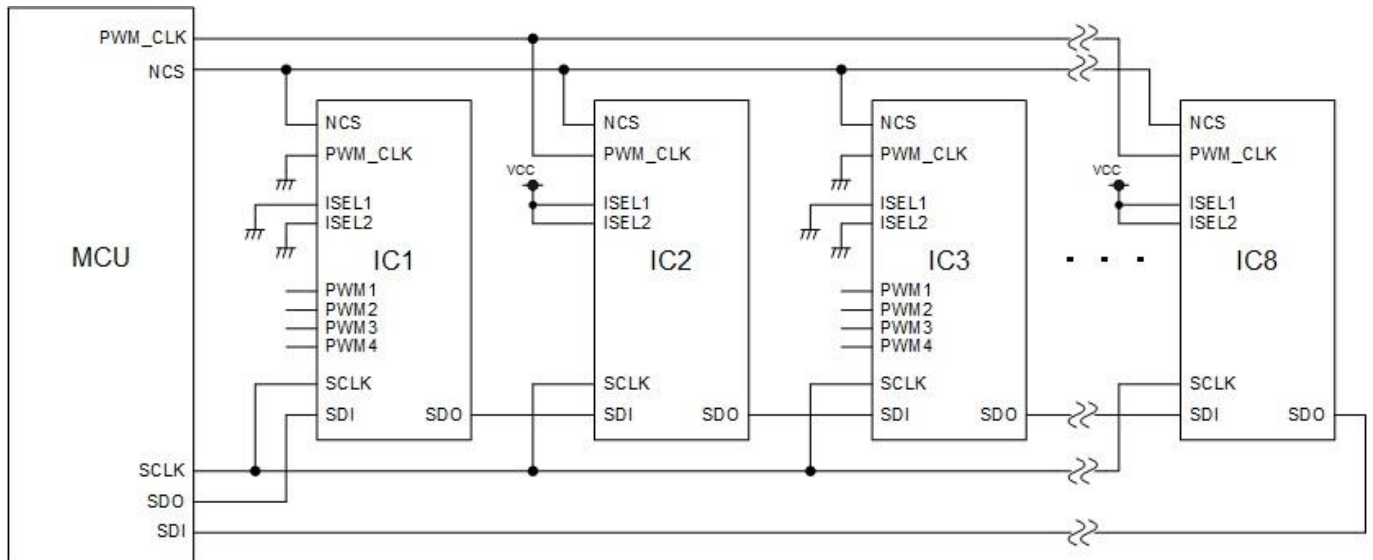 PWM_CLK
NCS
MCU
SCLK
SDO
SDI
NCS
PWM_CLK
ISEL1
ISEL2
IC1
PWM1
PWM2
PWM3
PWM4
SCLK
SDI SDO
NCS
PWM_CLK
VCC
ISEL1
ISEL2
IC2
SCLK
SDI SDO
NCS
PWM_CLK
ISEL1
ISEL2
IC3
PWM1
PWM2
PWM3
PWM4
SCLK
SDI SDO
. . .
NCS
PWM_CLK
VCC
ISEL1
ISEL2
IC8
SCLK
SDI SDO